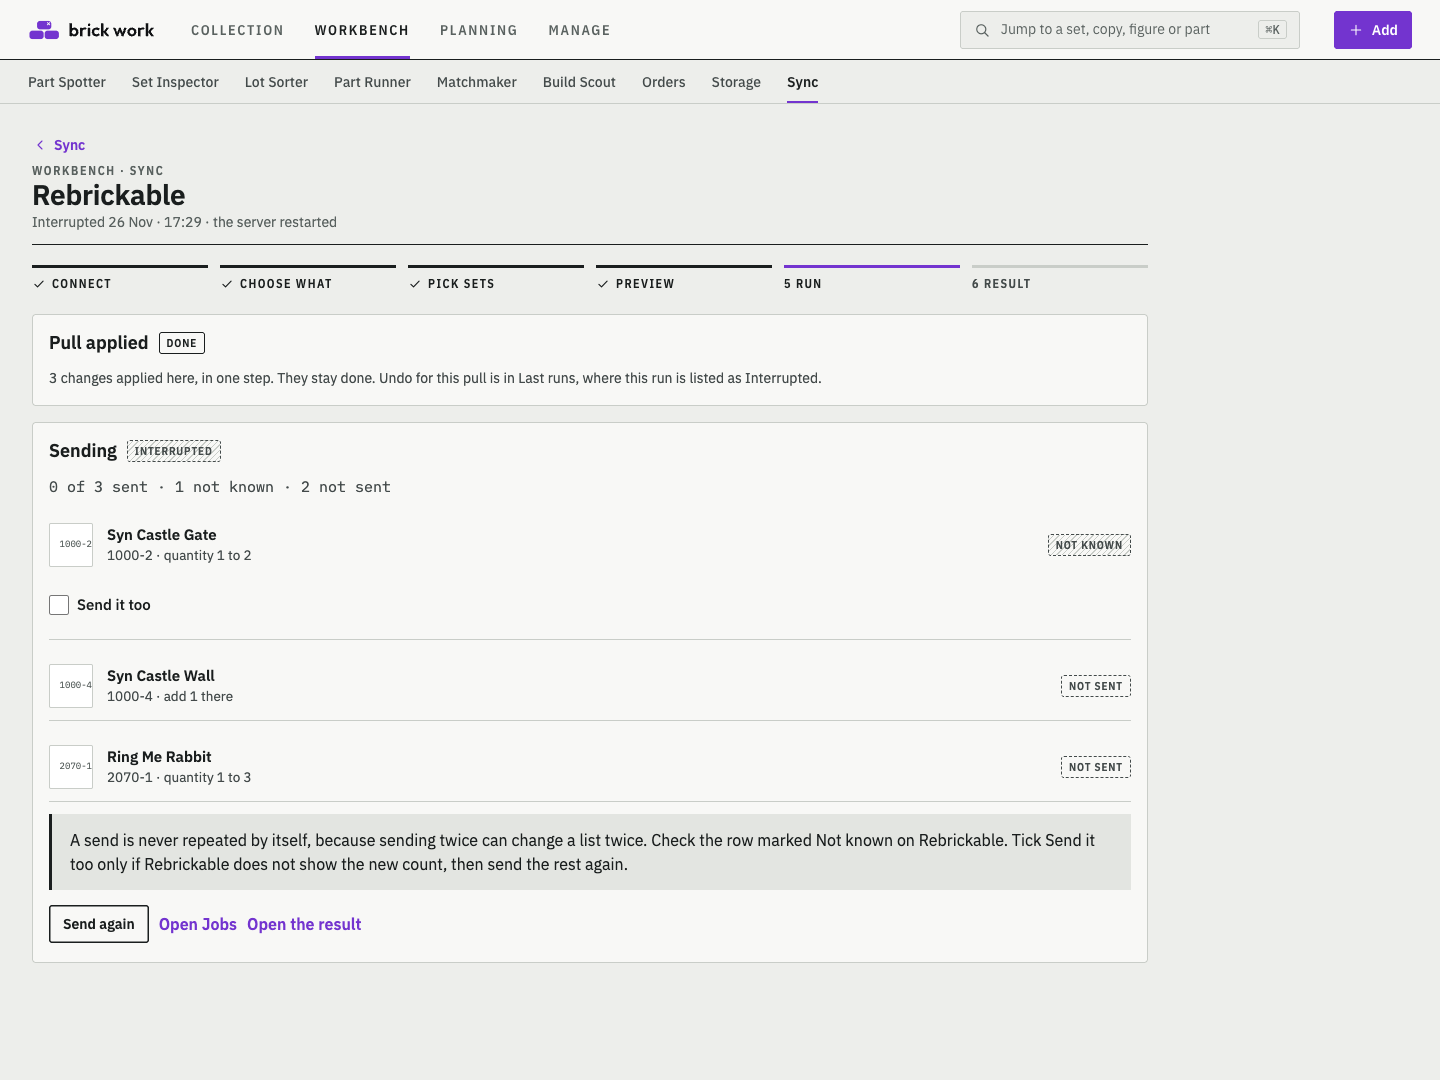 brick work
COLLECTION
WORKBENCH
PLANNING
MANAGE
Jump to a set, copy, figure or part
⌘K
+ Add
Part Spotter
Set Inspector
Lot Sorter
Part Runner
Matchmaker
Build Scout
Orders
Storage
Sync
Sync
WORKBENCH · SYNC
Rebrickable
Interrupted 26 Nov · 17:29 · the server restarted
CONNECT
CHOOSE WHAT
PICK SETS
PREVIEW
5 RUN
6 RESULT
Pull applied
DONE
3 changes applied here, in one step. They stay done. Undo for this pull is in Last runs, where this run is listed as Interrupted.
Sending
INTERRUPTED
0 of 3 sent · 1 not known · 2 not sent
1000-2
Syn Castle Gate
1000-2 · quantity 1 to 2
NOT KNOWN
Send it too
1000-4
Syn Castle Wall
1000-4 · add 1 there
NOT SENT
2070-1
Ring Me Rabbit
2070-1 · quantity 1 to 3
NOT SENT
A send is never repeated by itself, because sending twice can change a list twice. Check the row marked Not known on Rebrickable. Tick Send it
too only if Rebrickable does not show the new count, then send the rest again.
Send again
Open Jobs
Open the result